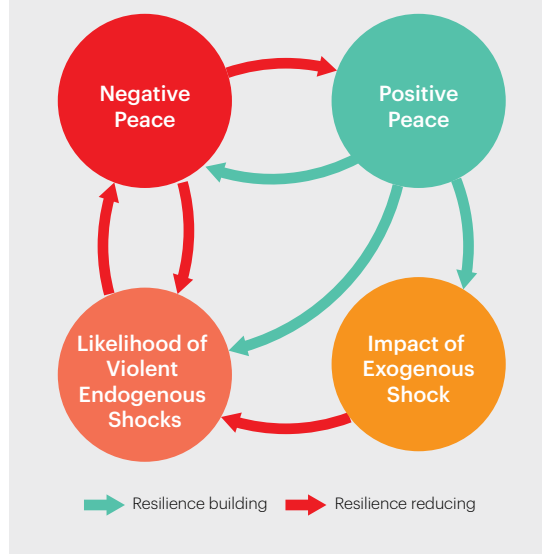 Negative
Peace
Positive
Peace
Likelihood of
Violent
Endogenous
Shocks
Impact of
Exogenous
Shock
Resilience building
Resilience reducing